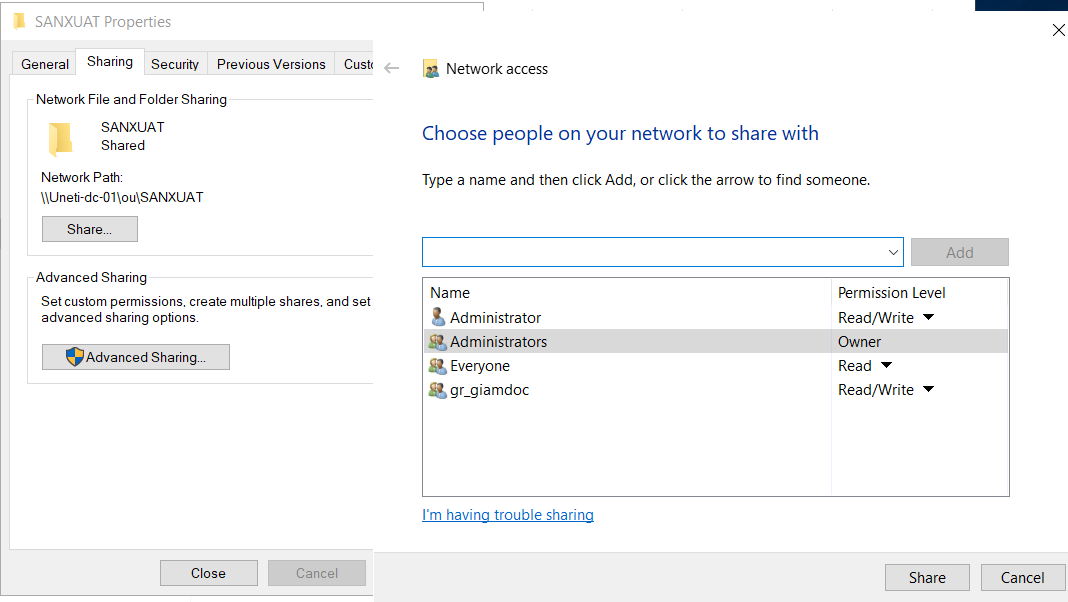 SANXUAT Properties
General
Sharing
Security
Previous Versions
Network File and Folder Sharing
SANXUAT
Shared
Network Path:
\\Uneti-dc-01\ou\SANXUAT
Share...
Advanced Sharing
Set custom permissions, create multiple shares, and set
advanced sharing options.
Advanced Sharing...
Close
Cancel
Network access
Choose people on your network to share with
Type a name and then click Add, or click the arrow to find someone.
Add
Name Permission Level
Administrator Read/Write
Administrators Owner
Everyone Read
gr_giamdoc Read/Write
I'm having trouble sharing
Share
Cancel